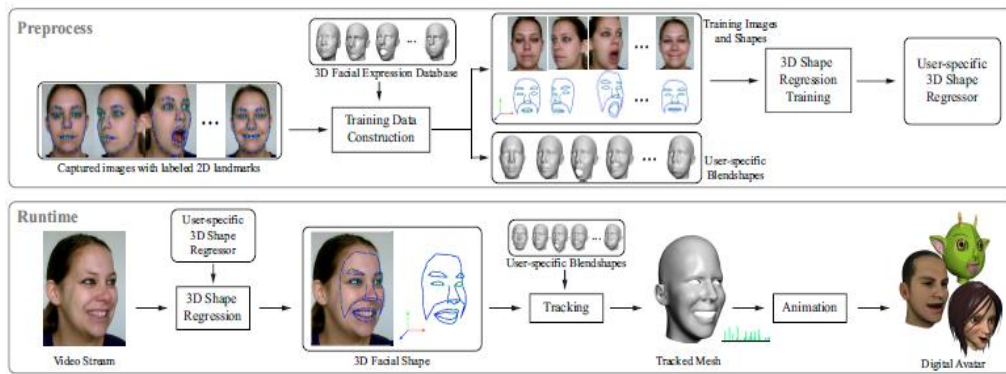 Preprocess
3D Facial Expression Database
Captured images with labeled 2D landmarks
Training Data
Construction
Training Images
and Shapes
User-specific
Blendshapes
3D Shape
Regression
Training
User-specific
3D Shape
Regressor
Runtime
Video Stream
User-specific
3D Shape
Regressor
3D Shape
Regression
3D Facial Shape
User-specific Blendshapes
Tracking
Tracked Mesh
Animation
Digital Avatar